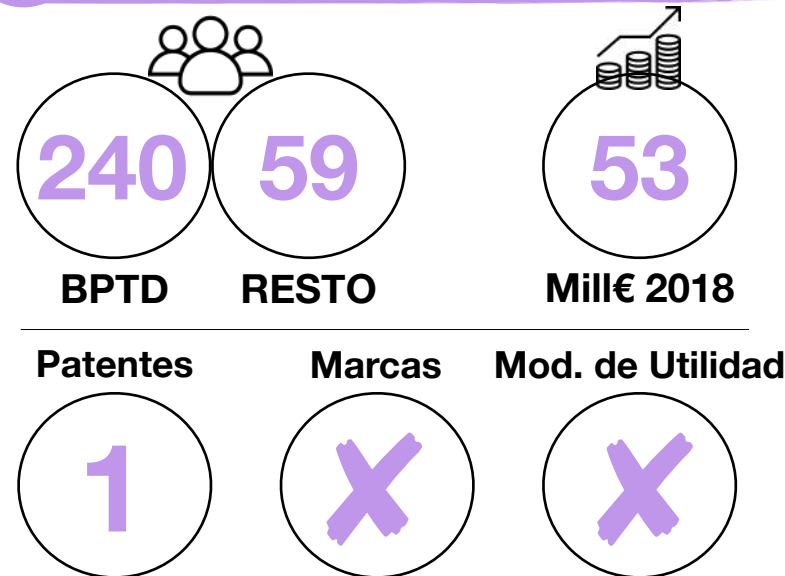 240 59 53
BPTD RESTO Mill€ 2018
Patentes Marcas Mod. de Utilidad
1 ✘ ✘